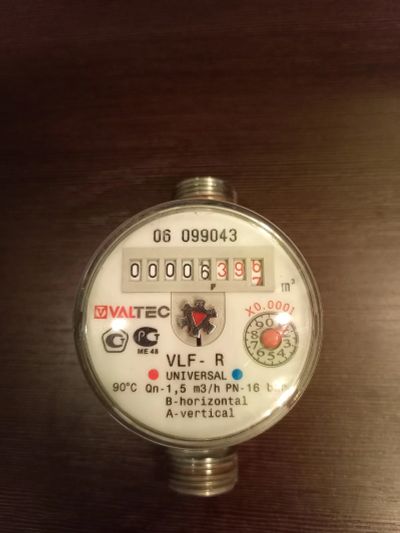 06 099043
00006396
7
P
m³
VALTEC
X0.0001
ME 48
VLF-R
UNIVERSAL
90°C Qn-1,5 m3/h PN-16 bar
B-horizontal
A-vertical